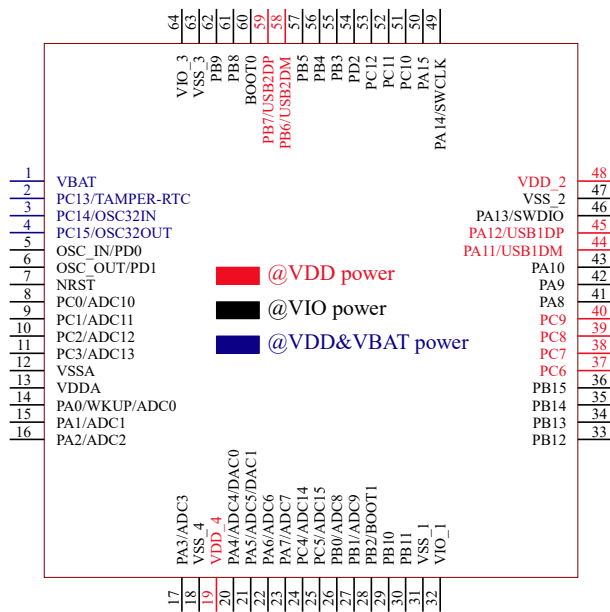 64 63 62 61 60 59 58 57 56 55 54 53 52 51 50 49
VIO_3
VSS_3
PB9
PB8
BOOT0
PB7/USB2DP
PB6/USB2DM
PB5
PB4
PB3
PD2
PC12
PC11
PC10
PA15
PA14/SWCLK
1 VBAT
2 PC13/TAMPER-RTC
3 PC14/OSC32IN
4 PC15/OSC32OUT
5 OSC_IN/PD0
6 OSC_OUT/PD1
7 NRST
8 PC0/ADC10
9 PC1/ADC11
10 PC2/ADC12
11 PC3/ADC13
12 VSSA
13 VDDA
14 PA0/WKUP/ADC0
15 PA1/ADC1
16 PA2/ADC2
@VDD power
@VIO power
@VDD&VBAT power
VDD_2 48
VSS_2 47
PA13/SWDIO 46
PA12/USB1DP 45
PA11/USB1DM 44
PA10 43
PA9 42
PA8 41
PC9 40
PC8 39
PC7 38
PC6 37
PB15 36
PB14 35
PB13 34
PB12 33
PA3/ADC3
VSS_4
VDD_4
PA4/ADC4/DAC0
PA5/ADC5/DAC1
PA6/ADC6
PA7/ADC7
PC4/ADC14
PC5/ADC15
PB0/ADC8
PB1/ADC9
PB2/BOOT1
PB10
PB11
VSS_1
VIO_1
17 18 19 20 21 22 23 24 25 26 27 28 29 30 31 32